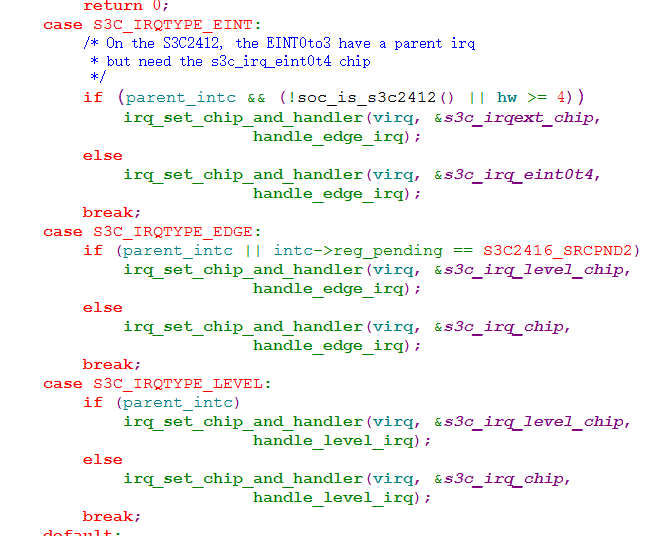 return 0;
case S3C_IRQTYPE_EINT:
/* On the S3C2412, the EINT0to3 have a parent irq
* but need the s3c_irq_eint0t4 chip
*/
if (parent_intc && (!soc_is_s3c2412() || hw >= 4))
irq_set_chip_and_handler(virq, &s3c_irqext_chip,
handle_edge_irq);
else
irq_set_chip_and_handler(virq, &s3c_irq_eint0t4,
handle_edge_irq);
break;
case S3C_IRQTYPE_EDGE:
if (parent_intc || intc->reg_pending == S3C2416_SRCPND2)
irq_set_chip_and_handler(virq, &s3c_irq_level_chip,
handle_edge_irq);
else
irq_set_chip_and_handler(virq, &s3c_irq_chip,
handle_edge_irq);
break;
case S3C_IRQTYPE_LEVEL:
if (parent_intc)
irq_set_chip_and_handler(virq, &s3c_irq_level_chip,
handle_level_irq);
else
irq_set_chip_and_handler(virq, &s3c_irq_chip,
handle_level_irq);
break;
default: